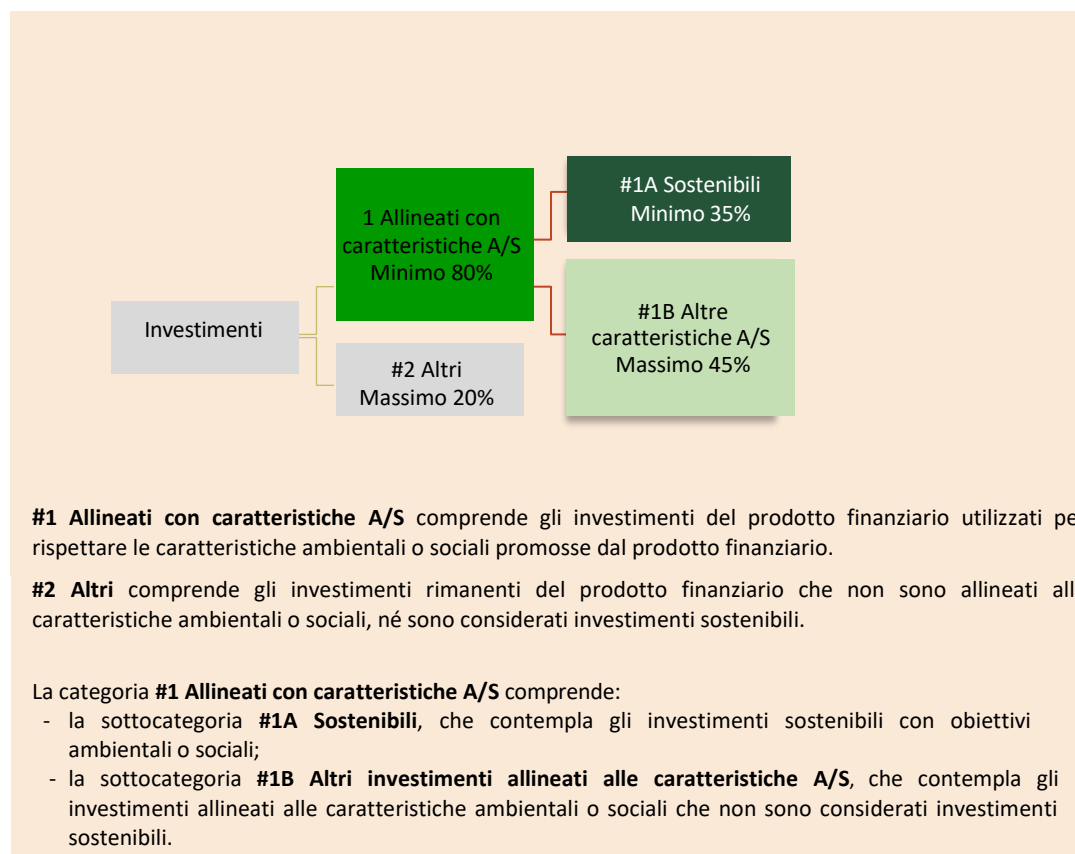 #1A Sostenibili
Minimo 35%
1 Allineati con
caratteristiche A/S
Minimo 80%
#1B Altre
caratteristiche A/S
Massimo 45%
Investimenti
#2 Altri
Massimo 20%
#1 Allineati con caratteristiche A/S comprende gli investimenti del prodotto finanziario utilizzati pe
rispettare le caratteristiche ambientali o sociali promosse dal prodotto finanziario.
#2 Altri comprende gli investimenti rimanenti del prodotto finanziario che non sono allineati all
caratteristiche ambientali o sociali, né sono considerati investimenti sostenibili.
La categoria #1 Allineati con caratteristiche A/S comprende:
- la sottocategoria #1A Sostenibili, che contempla gli investimenti sostenibili con obiettivi
ambientali o sociali;
- la sottocategoria #1B Altri investimenti allineati alle caratteristiche A/S, che contempla gli
investimenti allineati alle caratteristiche ambientali o sociali che non sono considerati investimenti
sostenibili.